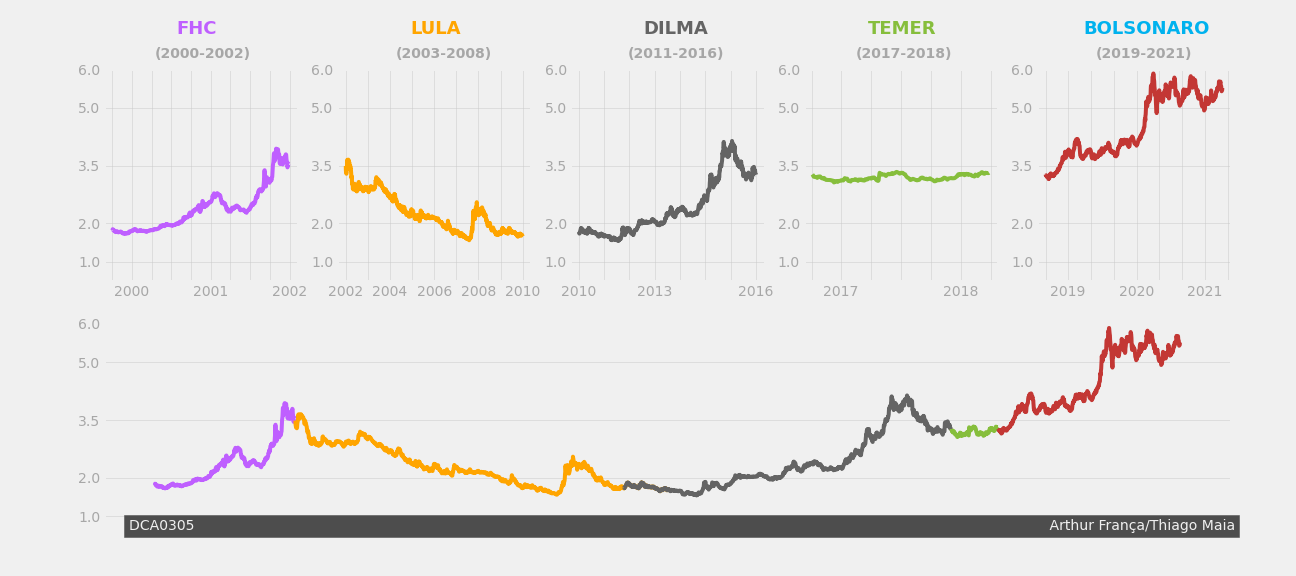 FHC LULA DILMA TEMER BOLSONARO
(2000-2002) (2003-2008) (2011-2016) (2017-2018) (2019-2021)
6.0 6.0 6.0 6.0 6.0
5.0 5.0 5.0 5.0 5.0
3.5 3.5 3.5 3.5 3.5
2.0 2.0 2.0 2.0 2.0
1.0 1.0 1.0 1.0 1.0
2000 2001 2002 2002 2004 2006 2008 2010 2010 2013 2016 2017 2018 2019 2020 2021
6.0
5.0
3.5
2.0
1.0
DCA0305 Arthur França/Thiago Maia